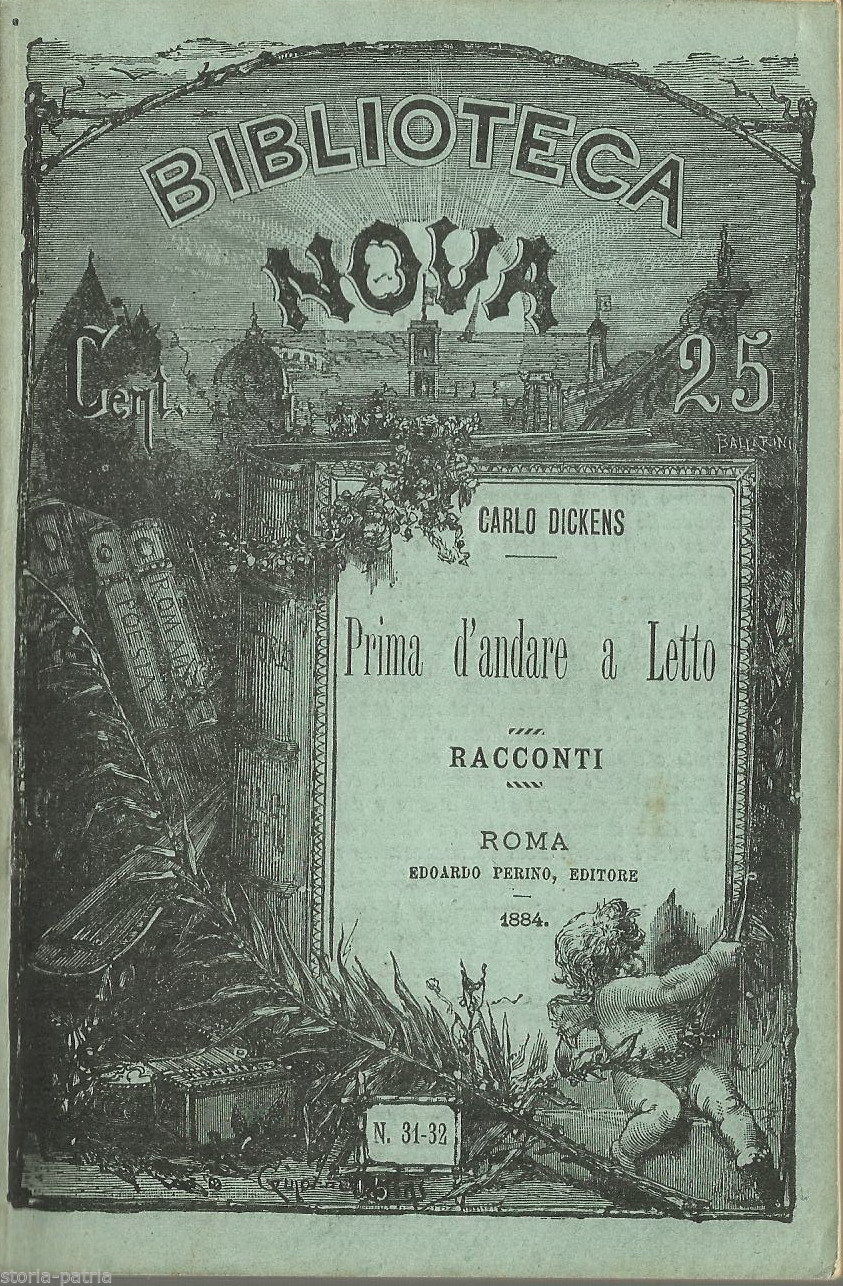 BIBLIOTECA
NOVA
Cent. 25
BALLARINI
CARLO DICKENS
Prima d'andare a Letto
RACCONTI
ROMA
EDOARDO PERINO, EDITORE
1884.
POESIA
N. 31-32
storia-patria